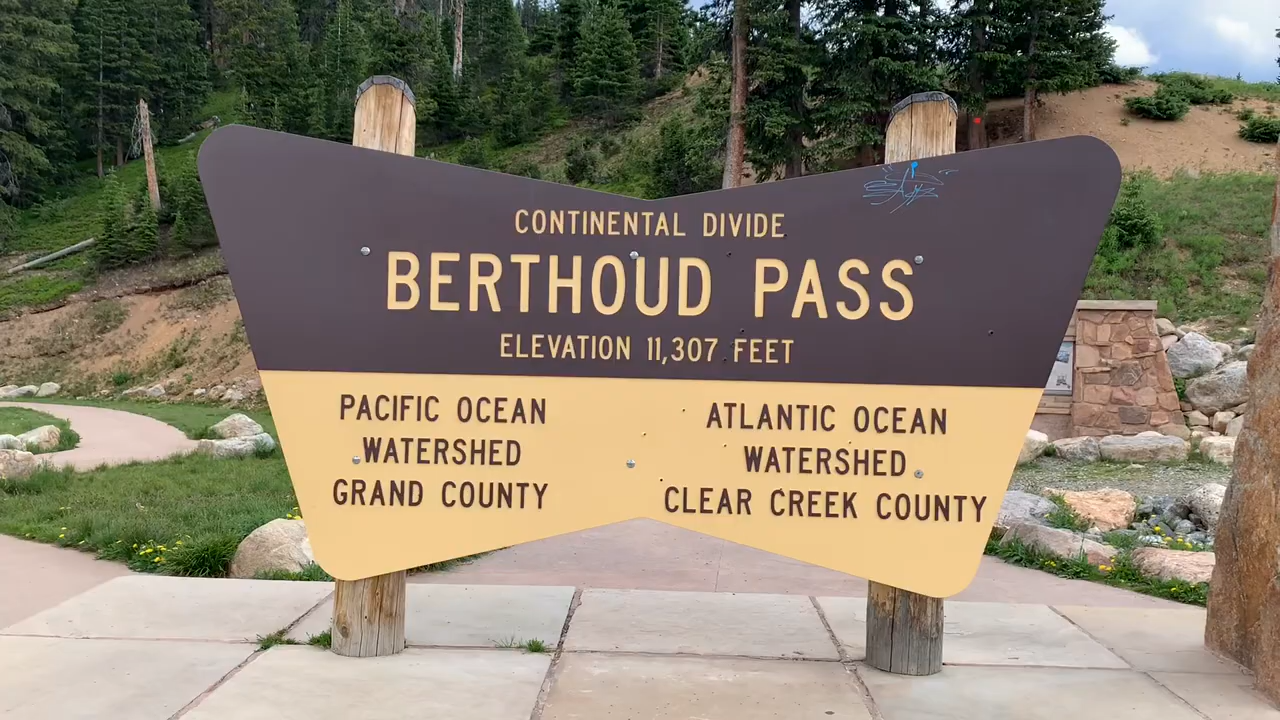 CONTINENTAL DIVIDE
BERTHOUD PASS
ELEVATION 11,307 FEET
PACIFIC OCEAN
WATERSHED
GRAND COUNTY
ATLANTIC OCEAN
WATERSHED
CLEAR CREEK COUNTY